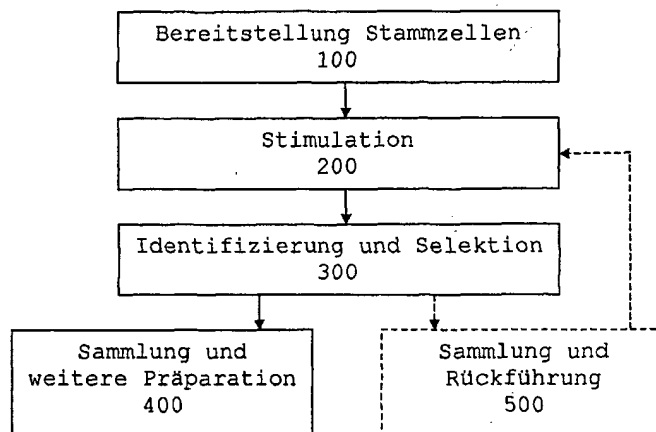 Bereitstellung Stammzellen
100
Stimulation
200
Identifizierung und Selektion
300
Sammlung und
weitere Präparation
400
Sammlung und
Rückführung
500